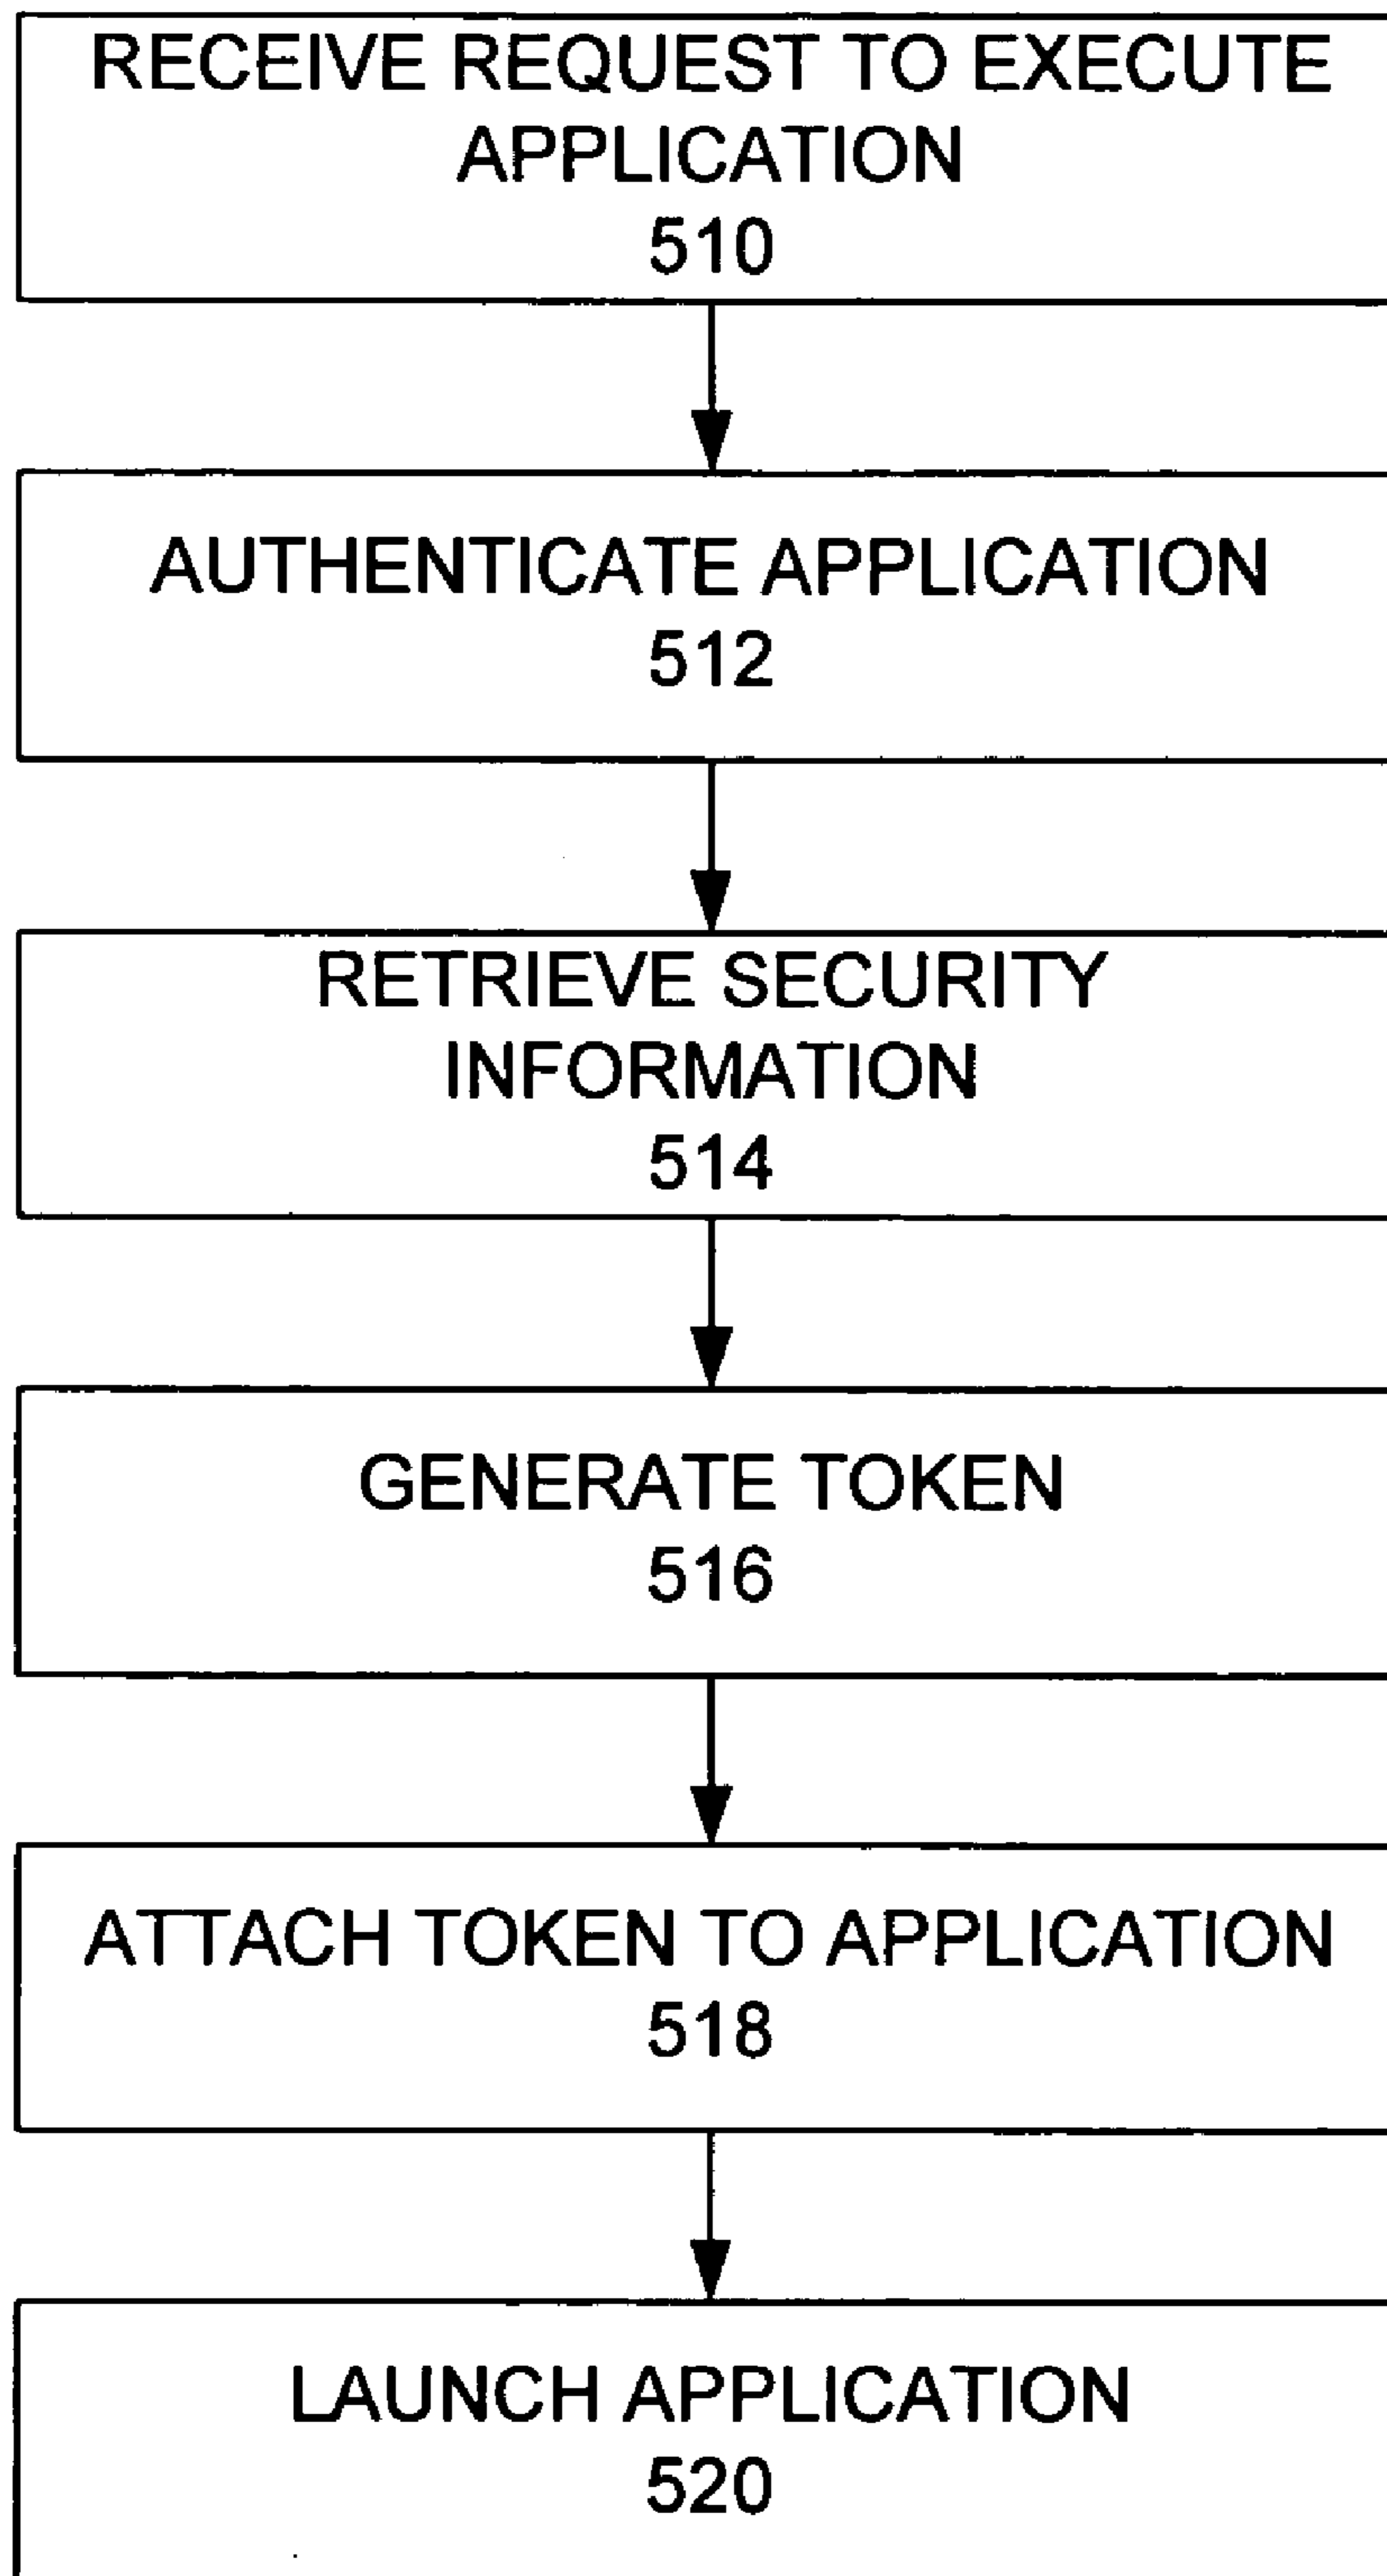 RECEIVE REQUEST TO EXECUTE
APPLICATION
510
AUTHENTICATE APPLICATION
512
RETRIEVE SECURITY
INFORMATION
514
GENERATE TOKEN
516
ATTACH TOKEN TO APPLICATION
518
LAUNCH APPLICATION
520